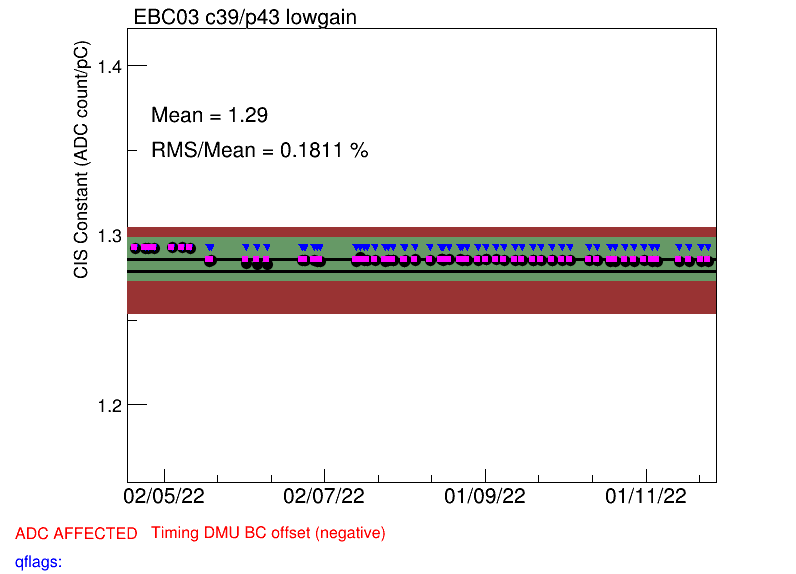 EBC03 c39/p43 lowgain
CIS Constant (ADC count/pC)
1.4
Mean = 1.29
RMS/Mean = 0.1811 %
1.3
1.2
02/05/22 02/07/22 01/09/22 01/11/22
ADC AFFECTED Timing DMU BC offset (negative)
qflags: